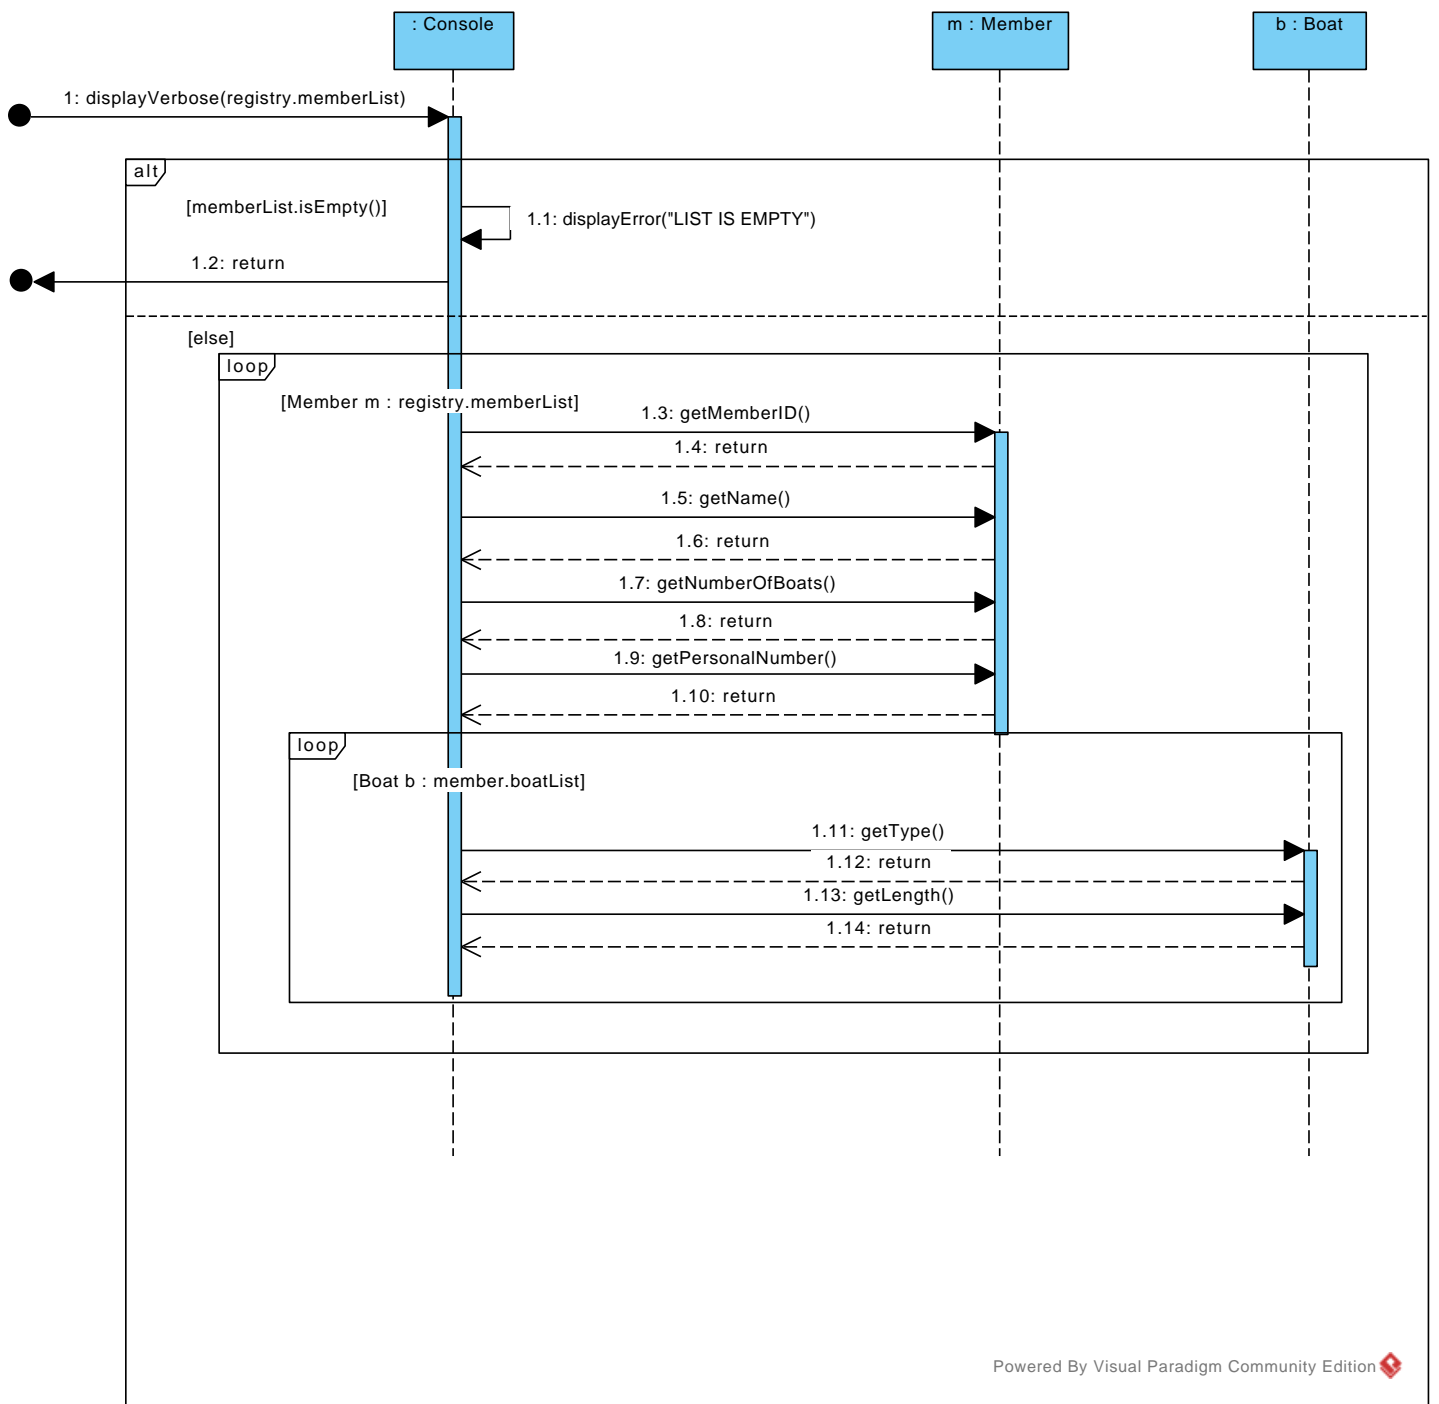 : Console
m : Member
b : Boat
1: displayVerbose(registry.memberList)
alt
[memberList.isEmpty()]
1.1: displayError("LIST IS EMPTY")
1.2: return
[else]
loop
[Member m : registry.memberList]
1.3: getMemberID()
1.4: return
1.5: getName()
1.6: return
1.7: getNumberOfBoats()
1.8: return
1.9: getPersonalNumber()
1.10: return
loop
[Boat b : member.boatList]
1.11: getType()
1.12: return
1.13: getLength()
1.14: return
Powered By Visual Paradigm Community Edition